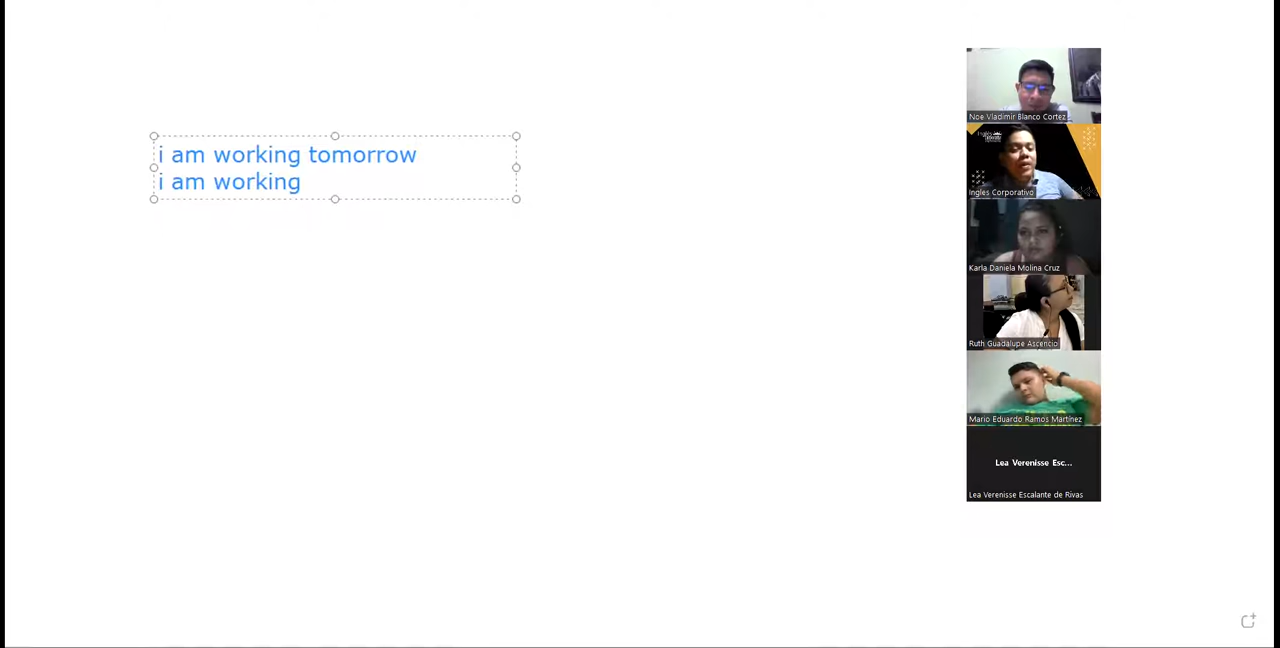 i am working tomorrow
i am working
Noe Vladimir Blanco Cortez
Ingles Corporativo
Karla Daniela Molina Cruz
Ruth Guadalupe Ascencio
Mario Eduardo Ramos Martínez
Lea Verenisse Esc...
Lea Verenisse Escalante de Rivas